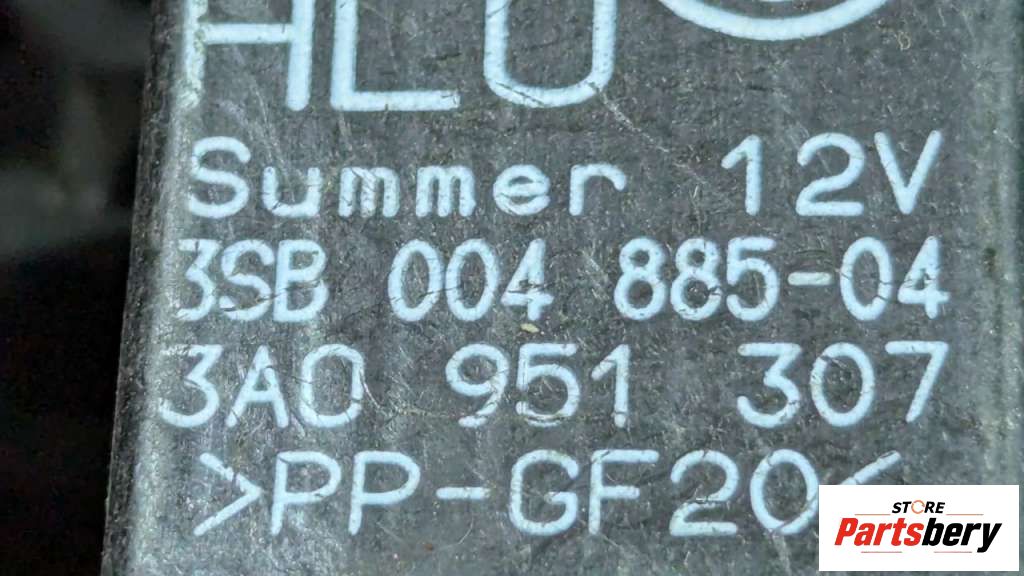 Summer 12V
3SB 004 885-04
3A0 951 307
>PP-GF20<
STORE
Partsbery